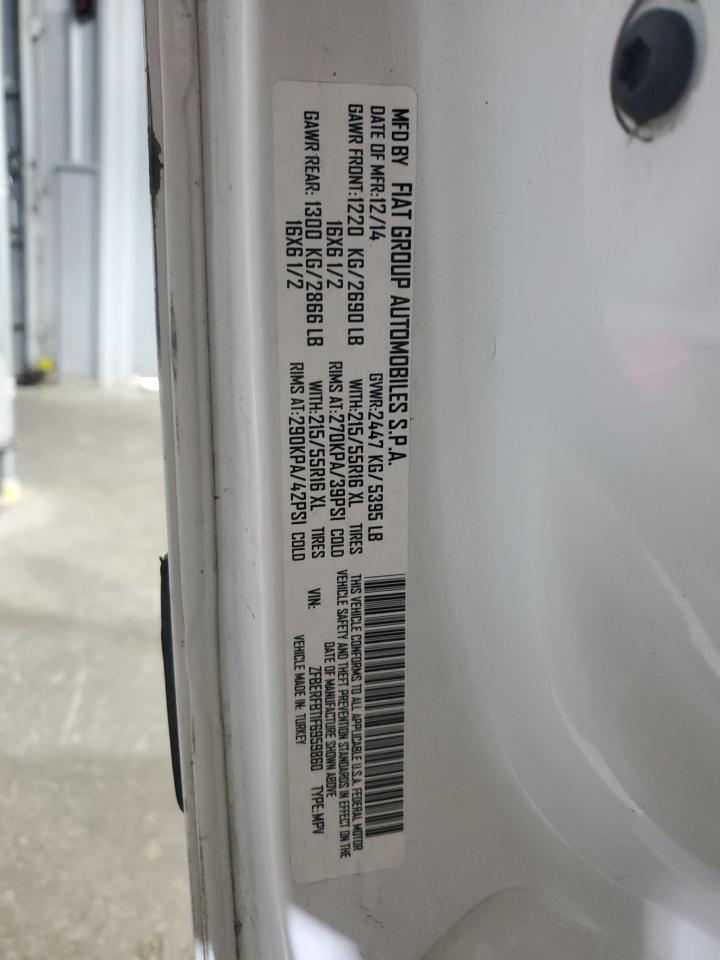 MFD BY FIAT GROUP AUTOMOBILES S.P.A.
DATE OF MFR:12/14 GVWR:2447 KG/5395 LB
GAWR FRONT:1220 KG/2690 LB WITH:215/55R16 XL TIRES
16X6 1/2 RIMS AT:270KPA/39PSI COLD
GAWR REAR: 1300 KG/2866 LB WITH:215/55R16 XL TIRES
16X6 1/2 RIMS AT:290KPA/42PSI COLD
THIS VEHICLE CONFORMS TO ALL APPLICABLE U.S.A. FEDERAL MOTOR
VEHICLE SAFETY AND THEFT PREVENTION STANDARDS IN EFFECT ON THE
DATE OF MANUFACTURE SHOWN ABOVE
VIN: ZFBERFBT1F6959860 TYPE:MPV
VEHICLE MADE IN: TURKEY